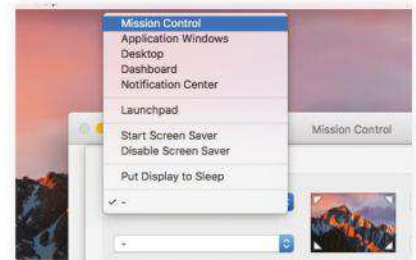 Mission Control
Application Windows
Desktop
Dashboard
Notification Center
Launchpad
Start Screen Saver
Disable Screen Saver
Put Display to Sleep
✓ -
Mission Control
-